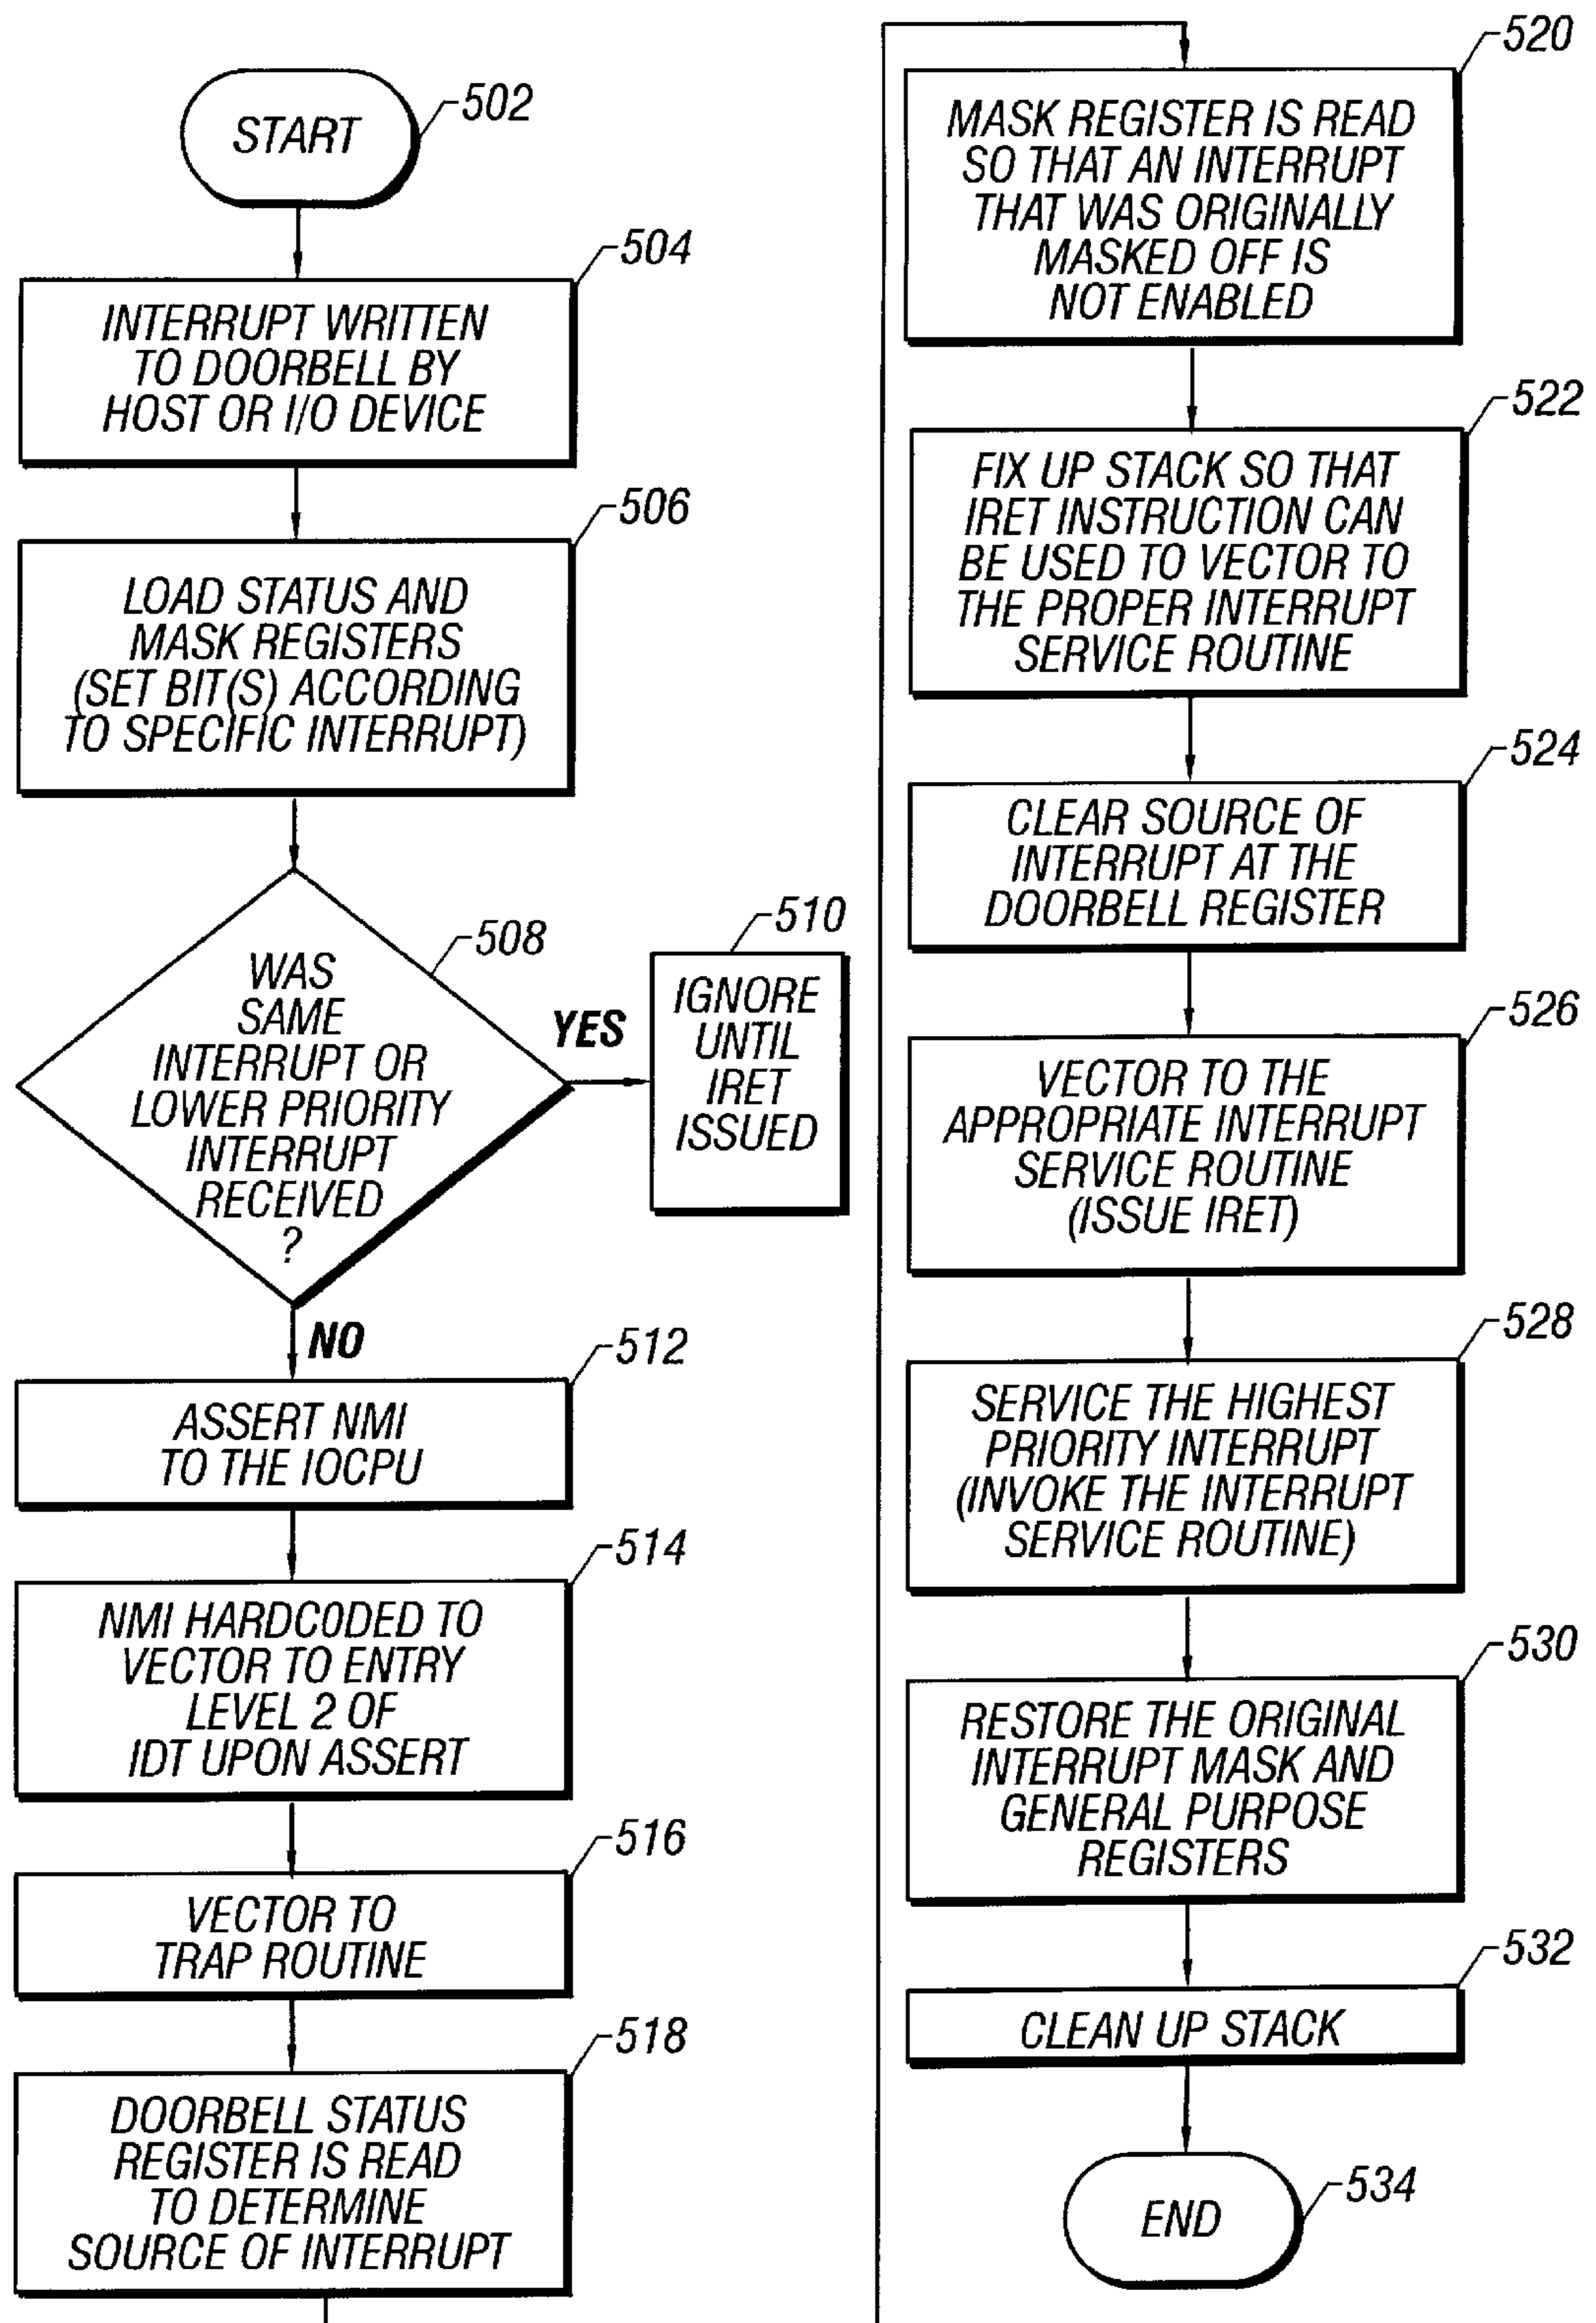 START
502
504
INTERRUPT WRITTEN
TO DOORBELL BY
HOST OR I/O DEVICE
506
LOAD STATUS AND
MASK REGISTERS
(SET BIT(S) ACCORDING
TO SPECIFIC INTERRUPT)
508
WAS
SAME
INTERRUPT OR
LOWER PRIORITY
INTERRUPT
RECEIVED
?
YES
510
IGNORE
UNTIL
IRET
ISSUED
NO
512
ASSERT NMI
TO THE IOCPU
514
NMI HARDCODED TO
VECTOR TO ENTRY
LEVEL 2 OF
IDT UPON ASSERT
516
VECTOR TO
TRAP ROUTINE
518
DOORBELL STATUS
REGISTER IS READ
TO DETERMINE
SOURCE OF INTERRUPT
520
MASK REGISTER IS READ
SO THAT AN INTERRUPT
THAT WAS ORIGINALLY
MASKED OFF IS
NOT ENABLED
522
FIX UP STACK SO THAT
IRET INSTRUCTION CAN
BE USED TO VECTOR TO
THE PROPER INTERRUPT
SERVICE ROUTINE
524
CLEAR SOURCE OF
INTERRUPT AT THE
DOORBELL REGISTER
526
VECTOR TO THE
APPROPRIATE INTERRUPT
SERVICE ROUTINE
(ISSUE IRET)
528
SERVICE THE HIGHEST
PRIORITY INTERRUPT
(INVOKE THE INTERRUPT
SERVICE ROUTINE)
530
RESTORE THE ORIGINAL
INTERRUPT MASK AND
GENERAL PURPOSE
REGISTERS
532
CLEAN UP STACK
END
534